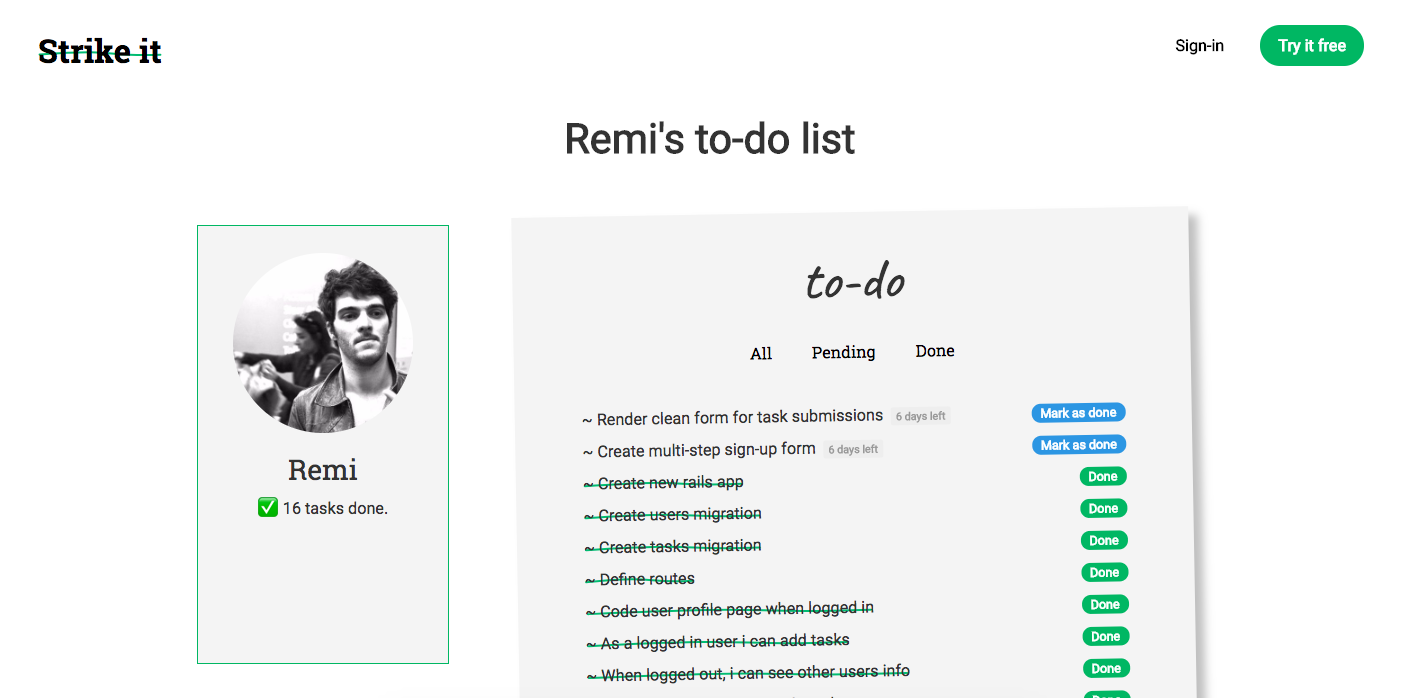 Strike it
Sign-in
Try it free
Remi's to-do list
Remi
✅ 16 tasks done.
to-do
All Pending Done
~ Render clean form for task submissions 6 days left Mark as done
~ Create multi-step sign-up form 6 days left Mark as done
~ Create new rails app Done
~ Create users migration Done
~ Create tasks migration Done
~ Define routes Done
~ Code user profile page when logged in Done
~ As a logged in user i can add tasks Done
~ When logged out, i can see other users info Done